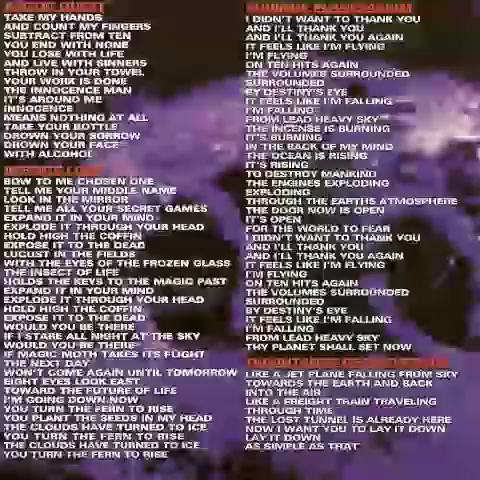 TAKE MY HANDS
AND COUNT MY FINGERS
SUBTRACT FROM TEN
YOU END WITH NONE
YOU LOSE WITH LIFE
AND LIVE WITH SINNERS
THROW IN YOUR TOWEL
YOUR WORK IS DONE
THE INNOCENCE MAN
IT'S AROUND ME
INNOCENCE
MEANS NOTHING AT ALL
TAKE YOUR BOTTLE
DROWN YOUR SORROW
DROWN YOUR FACE
WITH ALCOHOL
BOW TO ME CHOSEN ONE
TELL ME YOUR MIDDLE NAME
LOOK IN THE MIRROR
TELL ME ALL YOUR SECRET GAMES
EXPAND IT IN YOUR MIND
EXPLODE IT THROUGH YOUR HEAD
HOLD HIGH THE COFFIN
EXPOSE IT TO THE DEAD
LUCUST IN THE FIELDS
WITH THE EYES OF THE FROZEN GLASS
THE INSECT OF LIFE
HOLDS THE KEYS TO THE MAGIC PAST
EXPAND IT IN YOUR MIND
EXPLODE IT THROUGH YOUR HEAD
HOLD HIGH THE COFFIN
EXPOSE IT TO THE DEAD
WOULD YOU BE THERE
IF I STARE ALL NIGHT AT THE SKY
WOULD YOU BE THERE
IF MAGIC MOTH TAKES ITS FLIGHT
THE NEXT DAY
WON'T COME AGAIN UNTIL TOMORROW
EIGHT EYES LOOK EAST
TOWARD THE FUTURE OF LIFE
I'M GOING DOWN NOW
YOU TURN THE FERN TO RISE
YOU PLANT THE SEEDS IN MY HEAD
THE CLOUDS HAVE TURNED TO ICE
YOU TURN THE FERN TO RISE
THE CLOUDS HAVE TURNED TO ICE
YOU TURN THE FERN TO RISE
I DIDN'T WANT TO THANK YOU
AND I'LL THANK YOU
AND I'LL THANK YOU AGAIN
IT FEELS LIKE I'M FLYING
I'M FLYING
ON TEN HITS AGAIN
THE VOLUMES SURROUNDED
SURROUNDED
BY DESTINY'S EYE
IT FEELS LIKE I'M FALLING
I'M FALLING
FROM LEAD HEAVY SKY
THE INCENSE IS BURNING
IT'S BURNING
IN THE BACK OF MY MIND
THE OCEAN IS RISING
IT'S RISING
TO DESTROY MANKIND
THE ENGINES EXPLODING
EXPLODING
THROUGH THE EARTHS ATMOSPHERE
THE DOOR NOW IS OPEN
IT'S OPEN
FOR THE WORLD TO FEAR
I DIDN'T WANT TO THANK YOU
AND I'LL THANK YOU
AND I'LL THANK YOU AGAIN
IT FEELS LIKE I'M FLYING
I'M FLYING
ON TEN HITS AGAIN
THE VOLUMES SURROUNDED
SURROUNDED
BY DESTINY'S EYE
IT FEELS LIKE I'M FALLING
I'M FALLING
FROM LEAD HEAVY SKY
THY PLANET SHALL SET NOW
LIKE A JET PLANE FALLING FROM SKY
TOWARDS THE EARTH AND BACK
INTO THE AIR
LIKE A FREIGHT TRAIN TRAVELING
THROUGH TIME
THE LOST TUNNEL IS ALREADY HERE
NOW I WANT YOU TO LAY IT DOWN
LAY IT DOWN
AS SIMPLE AS THAT